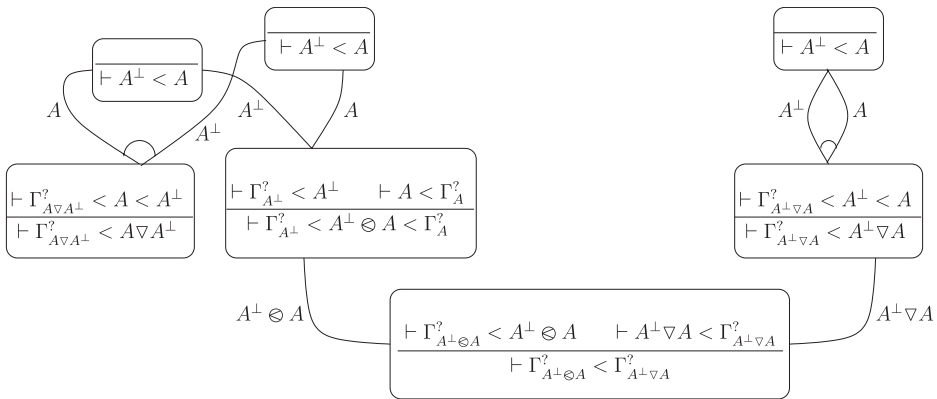 ⊢ A⊥ < A
⊢ A⊥ < A
⊢ A⊥ < A
A
A⊥
A⊥
A
A⊥
A
⊢ Γ?_{A⊥} < A⊥ ⊢ A < Γ?_A
⊢ Γ?_{A⊥} < A⊥ ⊘ A < Γ?_A
⊢ Γ?_{A▽A⊥} < A < A⊥
⊢ Γ?_{A▽A⊥} < A▽A⊥
⊢ Γ?_{A⊥▽A} < A⊥ < A
⊢ Γ?_{A⊥▽A} < A⊥▽A
A⊥ ⊘ A
A⊥▽A
⊢ Γ?_{A⊥⊘A} < A⊥ ⊘ A ⊢ A⊥▽A < Γ?_{A⊥▽A}
⊢ Γ?_{A⊥⊘A} < Γ?_{A⊥▽A}